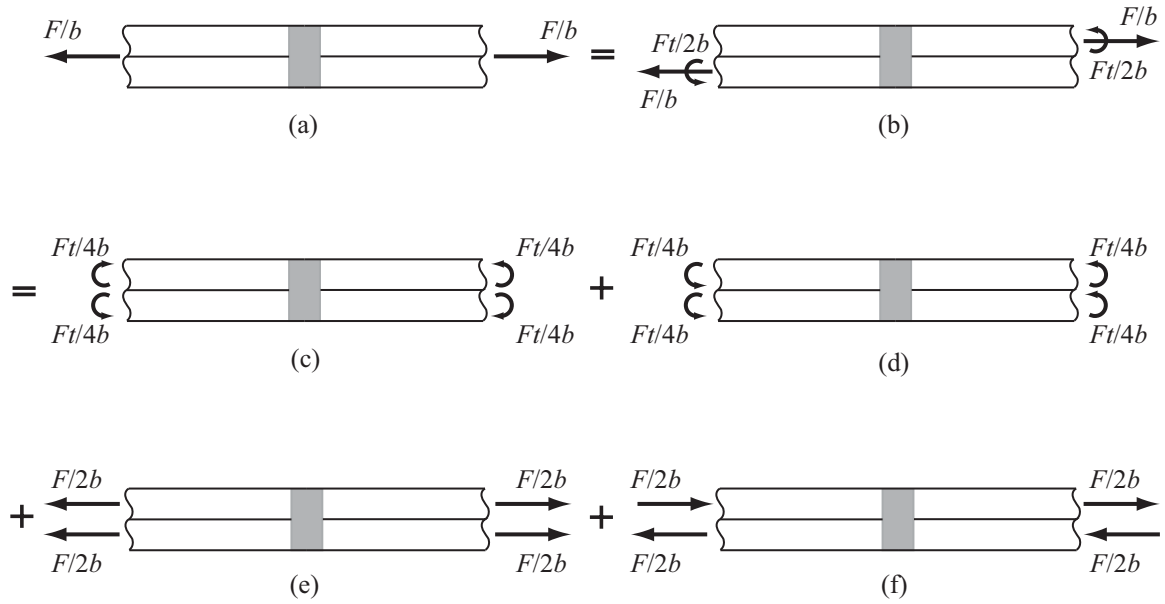 F/b F/b = Ft/2b F/b F/b Ft/2b
(a) (b)
= Ft/4b Ft/4b Ft/4b Ft/4b + Ft/4b Ft/4b Ft/4b Ft/4b
(c) (d)
+ F/2b F/2b F/2b F/2b + F/2b F/2b F/2b F/2b
(e) (f)